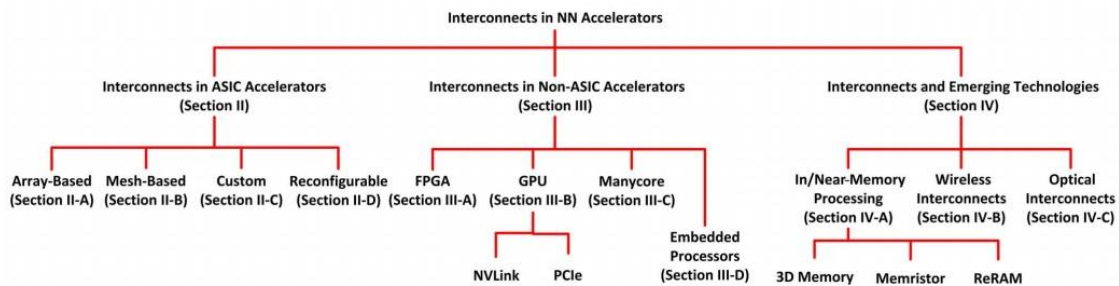 Interconnects in NN Accelerators
Interconnects in ASIC Accelerators
(Section II)
Interconnects in Non-ASIC Accelerators
(Section III)
Interconnects and Emerging Technologies
(Section IV)
Array-Based
(Section II-A)
Mesh-Based
(Section II-B)
Custom
(Section II-C)
Reconfigurable
(Section II-D)
FPGA
(Section III-A)
GPU
(Section III-B)
Manycore
(Section III-C)
Embedded
Processors
(Section III-D)
NVLink
PCIe
In/Near-Memory
Processing
(Section IV-A)
Wireless
Interconnects
(Section IV-B)
Optical
Interconnects
(Section IV-C)
3D Memory
Memristor
ReRAM